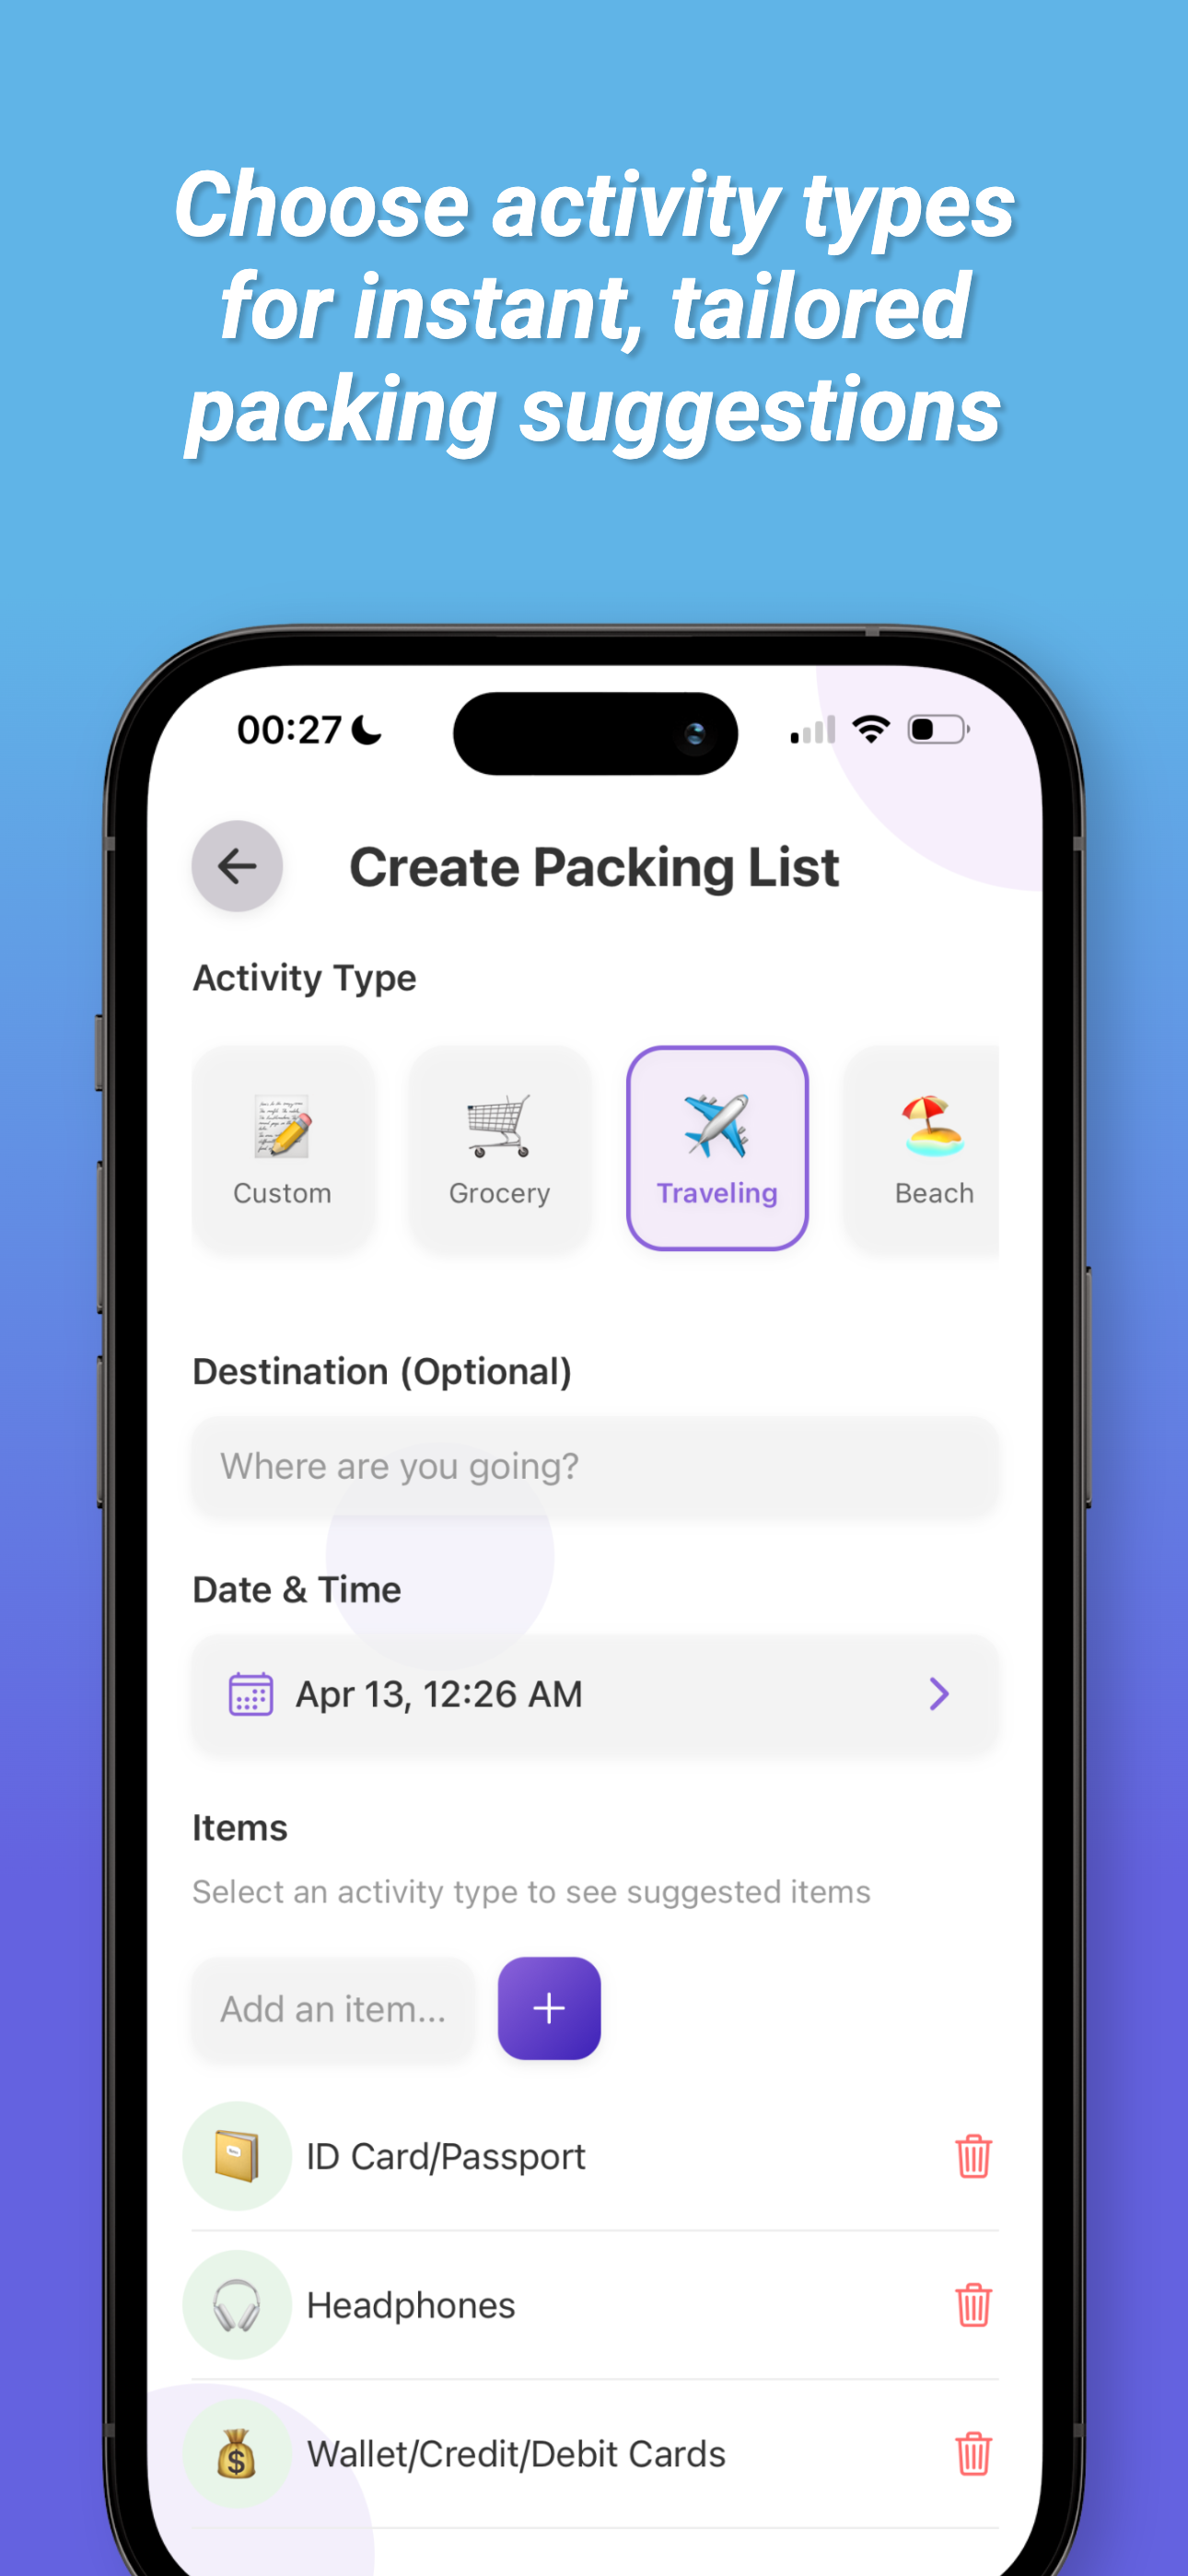 Choose activity types
for instant, tailored
packing suggestions
00:27
Create Packing List
Activity Type
Custom
Grocery
Traveling
Beach
Destination (Optional)
Where are you going?
Date & Time
Apr 13, 12:26 AM
Items
Select an activity type to see suggested items
Add an item...
ID Card/Passport
Headphones
$
Wallet/Credit/Debit Cards